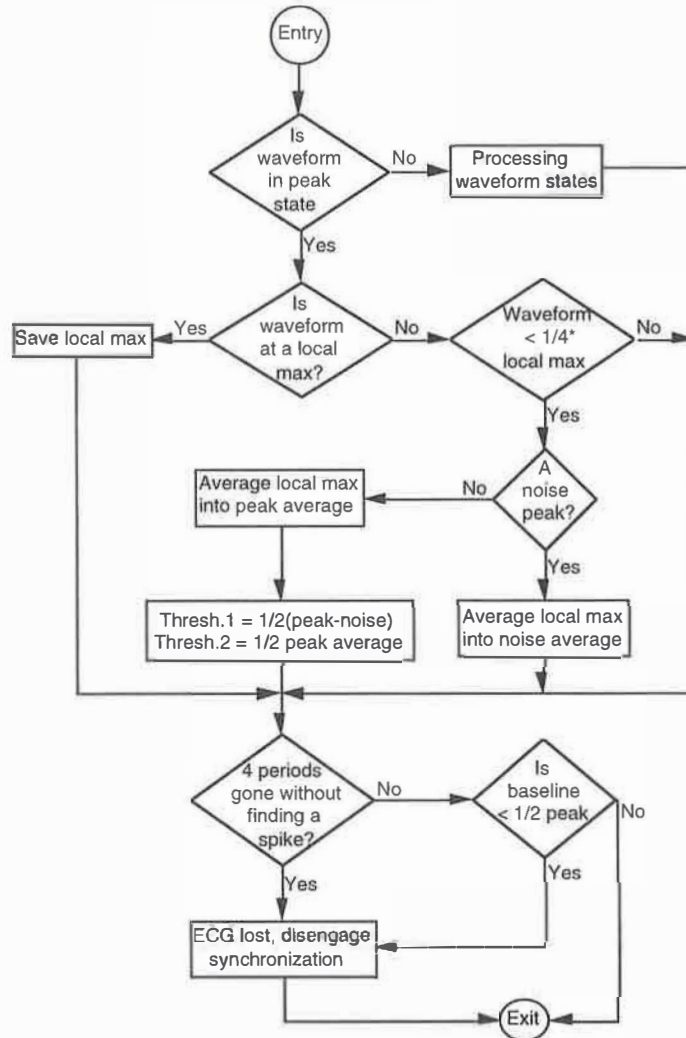 Entry
Is
waveform
in peak
state
No
Processing
waveform states
Yes
Save local max
Yes
Is
waveform
at a local
max?
No
Waveform
< 1/4*
local max
No
Yes
Average local max
into peak average
No
A
noise
peak?
Yes
Thresh.1 = 1/2(peak-noise)
Thresh.2 = 1/2 peak average
Average local max
into noise average
4 periods
gone without
finding a
spike?
No
Is
baseline
< 1/2 peak
No
Yes
Yes
ECG lost, disengage
synchronization
Exit